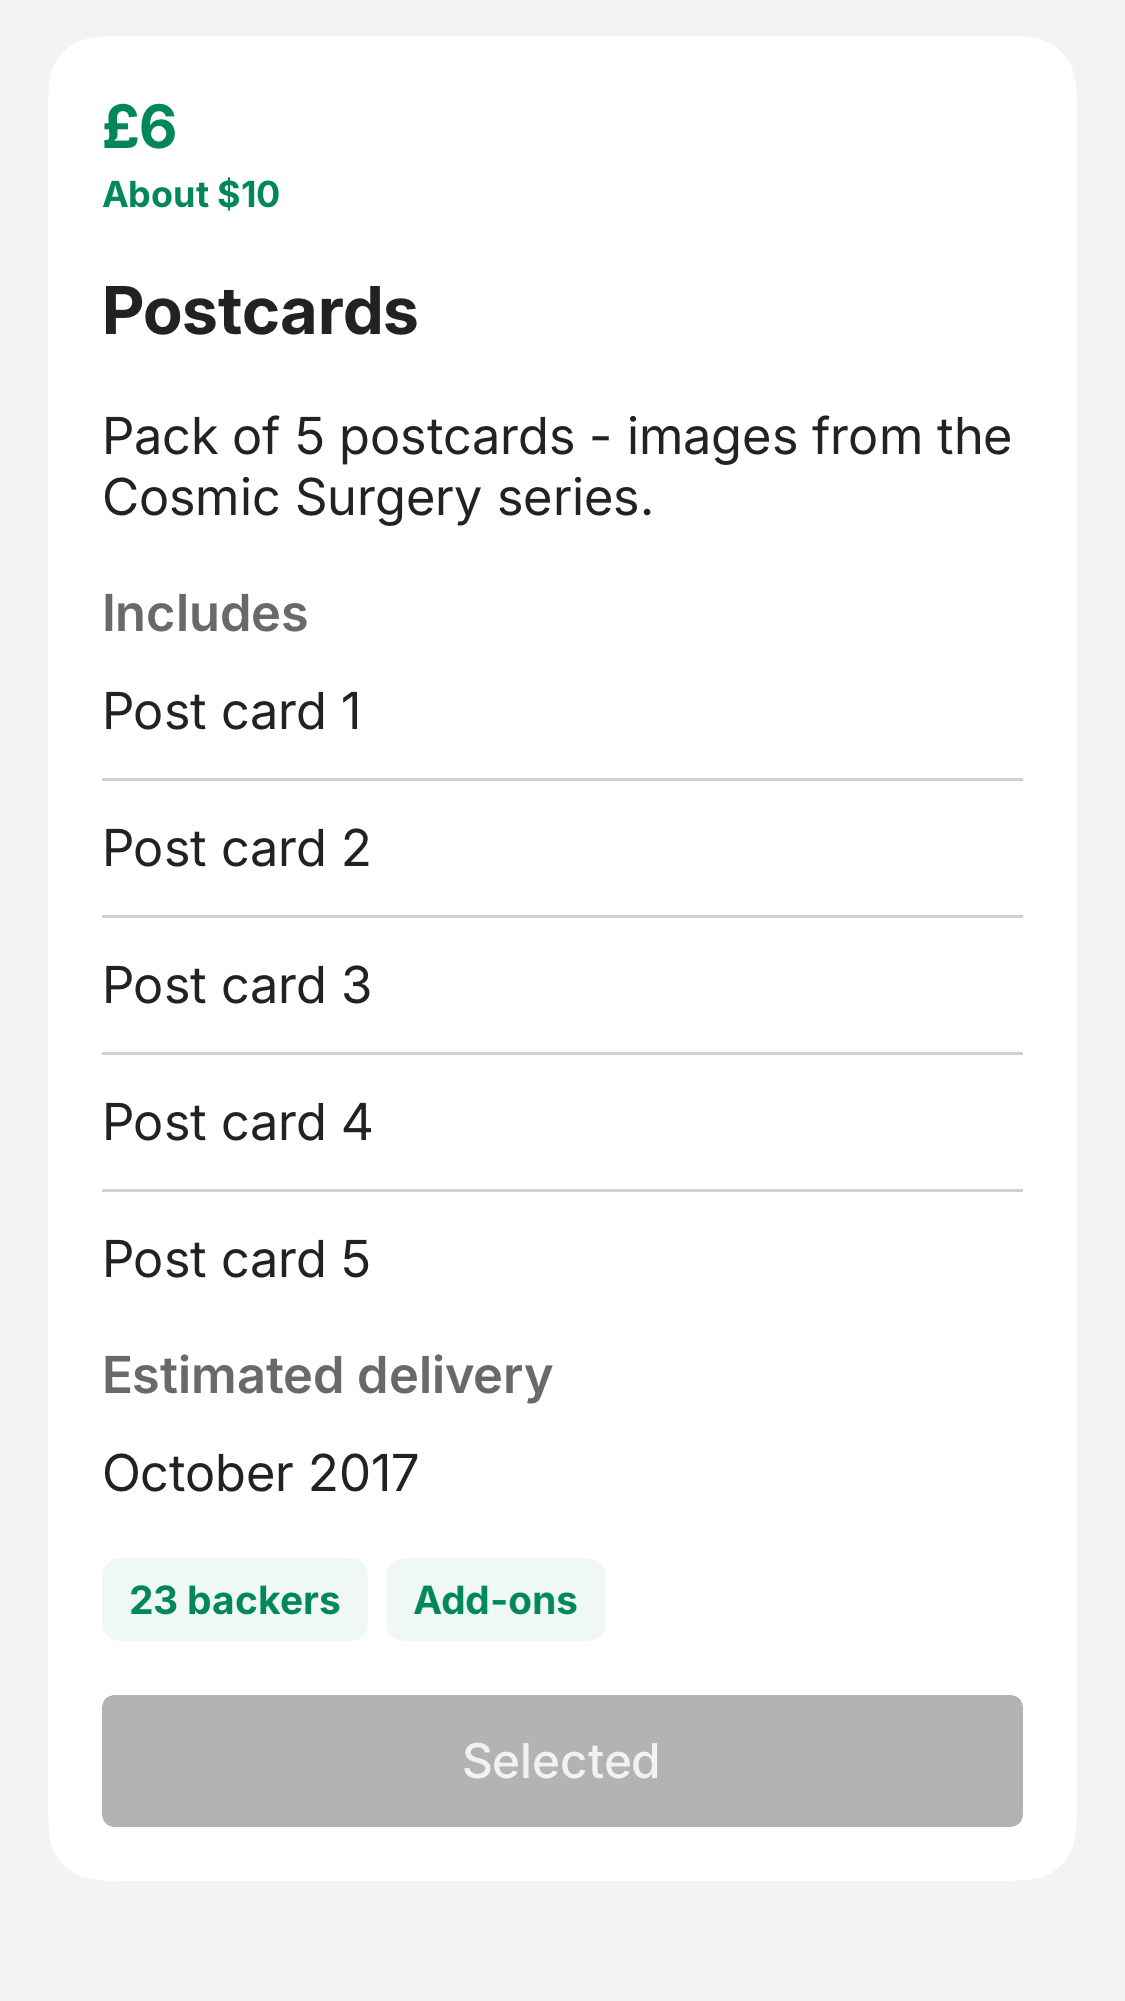 £6
About $10
Postcards
Pack of 5 postcards - images from the
Cosmic Surgery series.
Includes
Post card 1
Post card 2
Post card 3
Post card 4
Post card 5
Estimated delivery
October 2017
23 backers Add-ons
Selected